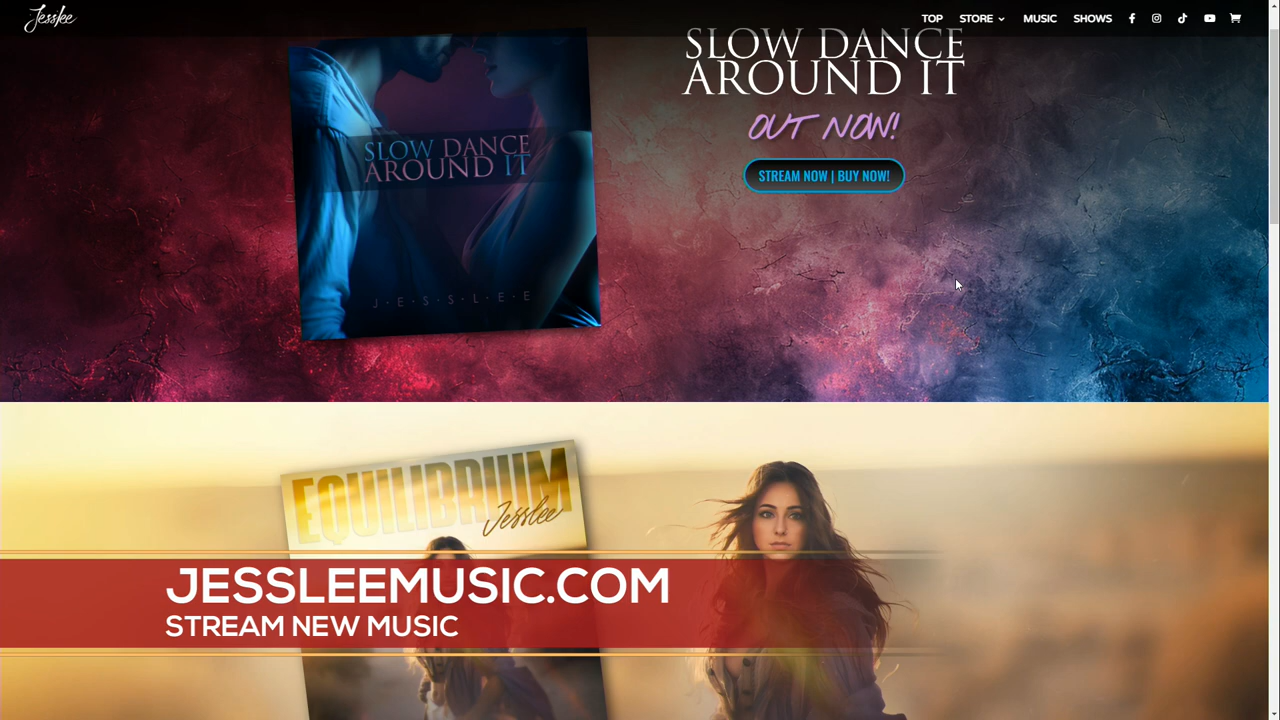 Jesslee
TOP STORE MUSIC SHOWS
SLOW DANCE
AROUND IT
OUT NOW!
STREAM NOW | BUY NOW!
SLOW DANCE
AROUND IT
J·E·S·S·L·E·E
EQUILIBRIUM
Jesslee
JESSLEEMUSIC.COM
STREAM NEW MUSIC